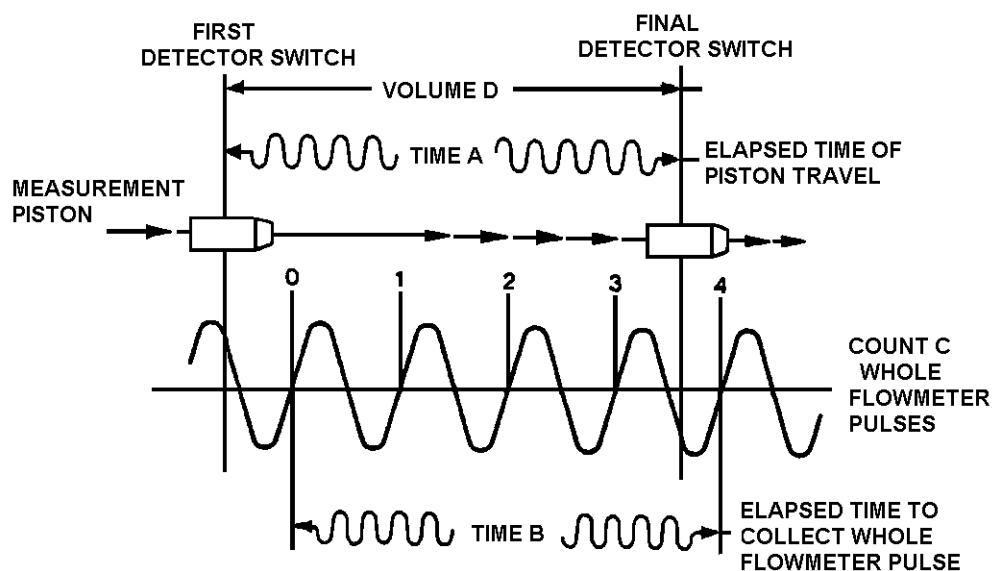 FIRST
DETECTOR SWITCH
FINAL
DETECTOR SWITCH
VOLUME D
TIME A
ELAPSED TIME OF
PISTON TRAVEL
MEASUREMENT
PISTON
0 1 2 3 4
COUNT C
WHOLE
FLOWMETER
PULSES
TIME B
ELAPSED TIME TO
COLLECT WHOLE
FLOWMETER PULSE